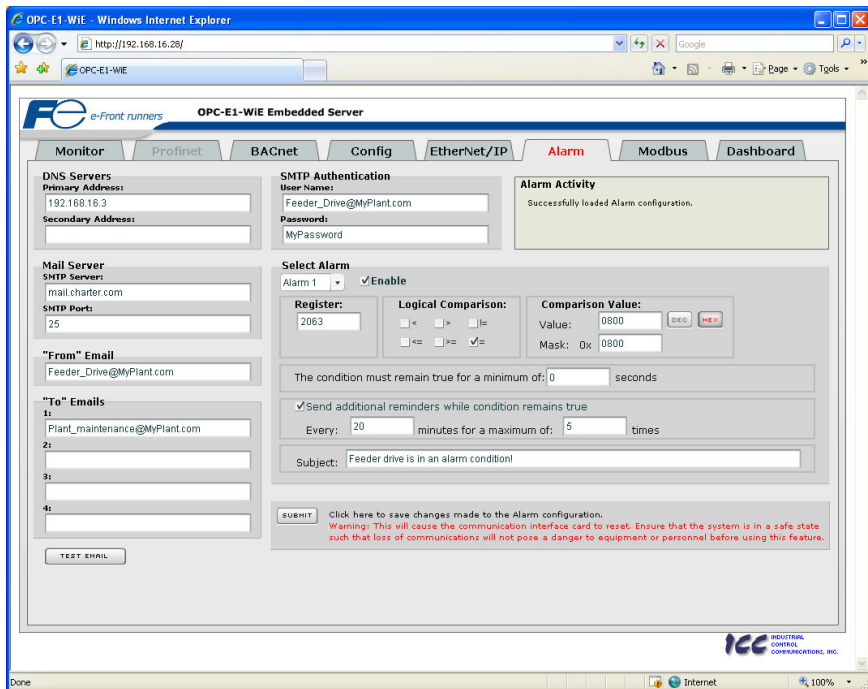 OPC-E1-WiE - Windows Internet Explorer
http://192.168.16.28/
Google
OPC-E1-WiE
Page
Tools
Fe e-Front runners
OPC-E1-WiE Embedded Server
Monitor
Profinet
BACnet
Config
EtherNet/IP
Alarm
Modbus
Dashboard
DNS Servers
Primary Address:
192.168.16.3
Secondary Address:
SMTP Authentication
User Name:
Feeder_Drive@MyPlant.com
Password:
MyPassword
Alarm Activity
Successfully loaded Alarm configuration.
Mail Server
SMTP Server:
mail.charter.com
SMTP Port:
25
"From" Email
Feeder_Drive@MyPlant.com
"To" Emails
1:
Plant_maintenance@MyPlant.com
2:
3:
4:
TEST EMAIL
Select Alarm
Alarm 1
Enable
Register:
2063
Logical Comparison:
< > !=
<= >= =
Comparison Value:
Value: 0800 DEC HEX
Mask: 0x 0800
The condition must remain true for a minimum of: 0 seconds
Send additional reminders while condition remains true
Every: 20 minutes for a maximum of: 5 times
Subject: Feeder drive is in an alarm condition!
SUBMIT
Click here to save changes made to the Alarm configuration.
Warning: This will cause the communication interface card to reset. Ensure that the system is in a safe state
such that loss of communications will not pose a danger to equipment or personnel before using this feature.
ICC INDUSTRIAL
CONTROL
COMMUNICATIONS, INC.
Done
Internet
100%